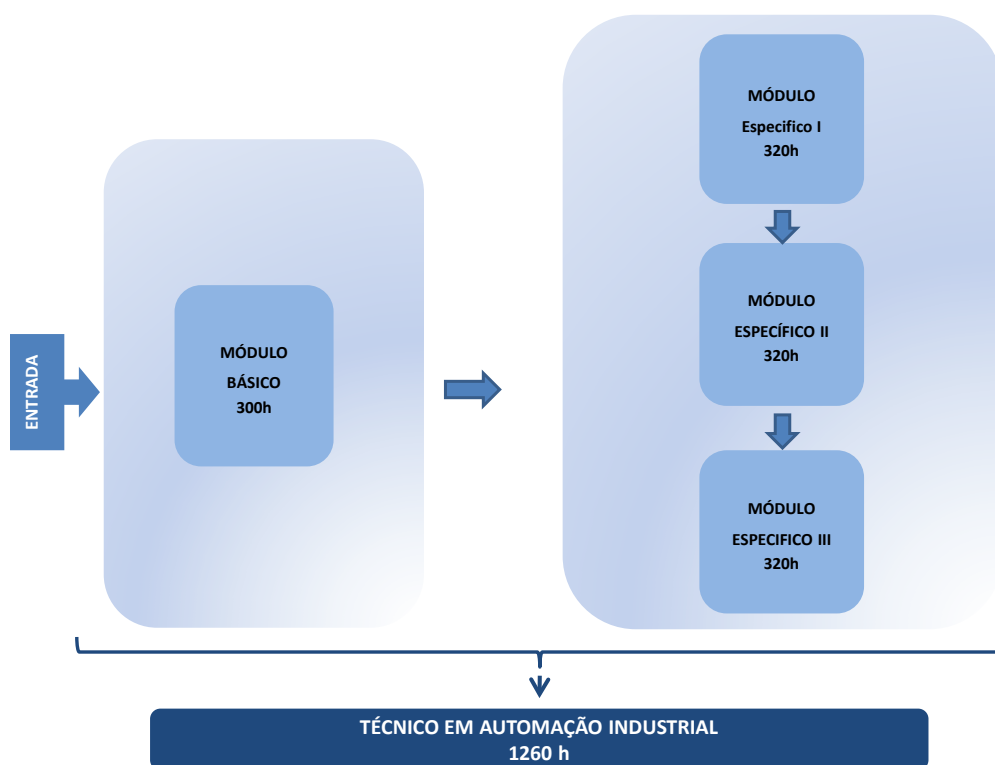 ENTRADA
MÓDULO
BÁSICO
300h
MÓDULO
Especifico I
320h
MÓDULO
ESPECÍFICO II
320h
MÓDULO
ESPECIFICO III
320h
TÉCNICO EM AUTOMAÇÃO INDUSTRIAL
1260 h